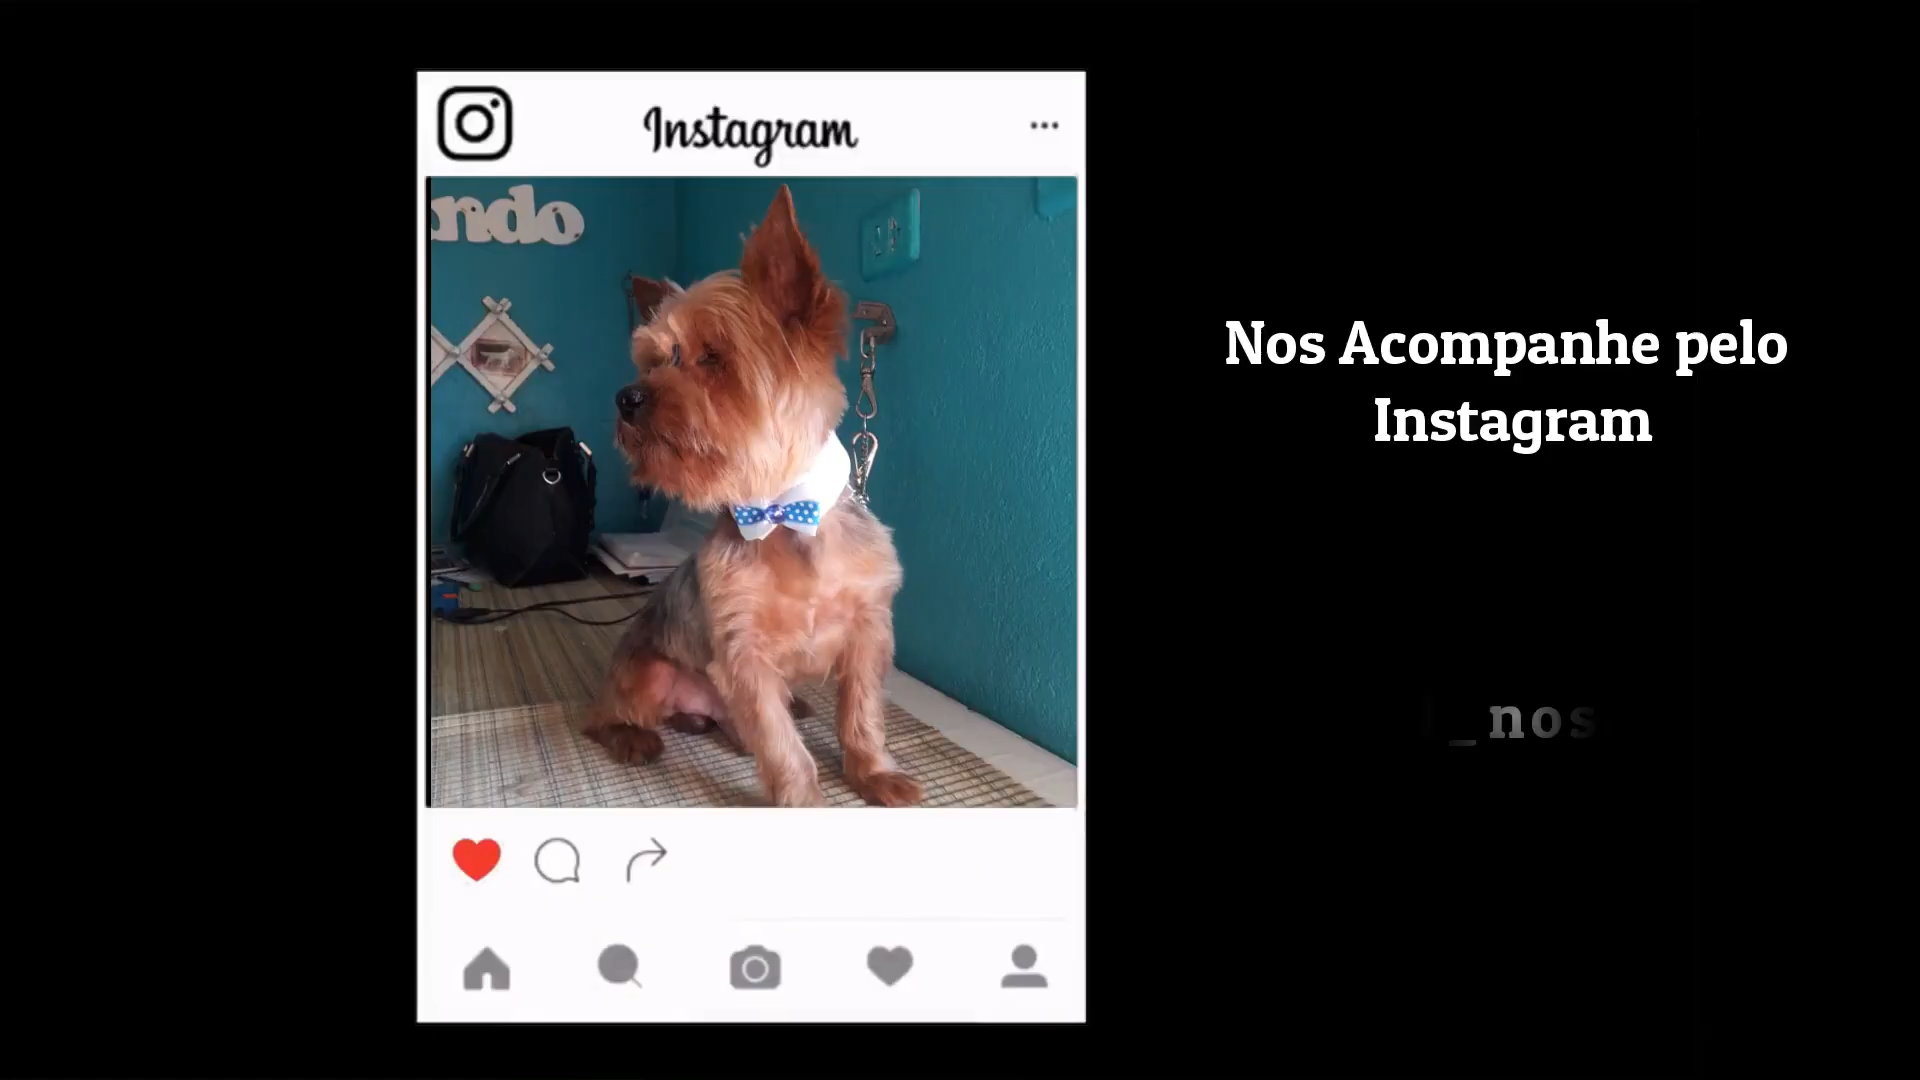 Instagram
ndo
Nos Acompanhe pelo
Instagram
_nos